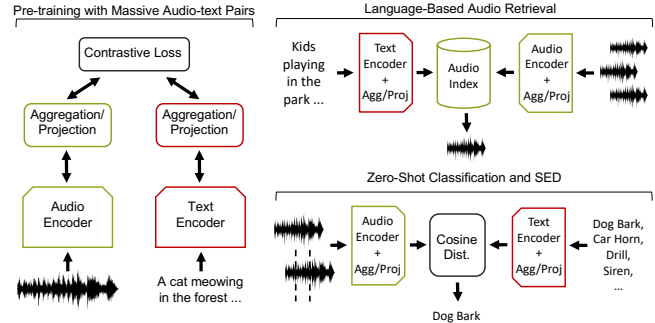 Pre-training with Massive Audio-text Pairs
Contrastive Loss
Aggregation/
Projection
Aggregation/
Projection
Audio
Encoder
Text
Encoder
A cat meowing
in the forest ...
Language-Based Audio Retrieval
Kids
playing
in the
park ...
Text
Encoder
+
Agg/Proj
Audio
Index
Audio
Encoder
+
Agg/Proj
Zero-Shot Classification and SED
Audio
Encoder
+
Agg/Proj
Cosine
Dist.
Text
Encoder
+
Agg/Proj
Dog Bark,
Car Horn,
Drill,
Siren,
...
Dog Bark